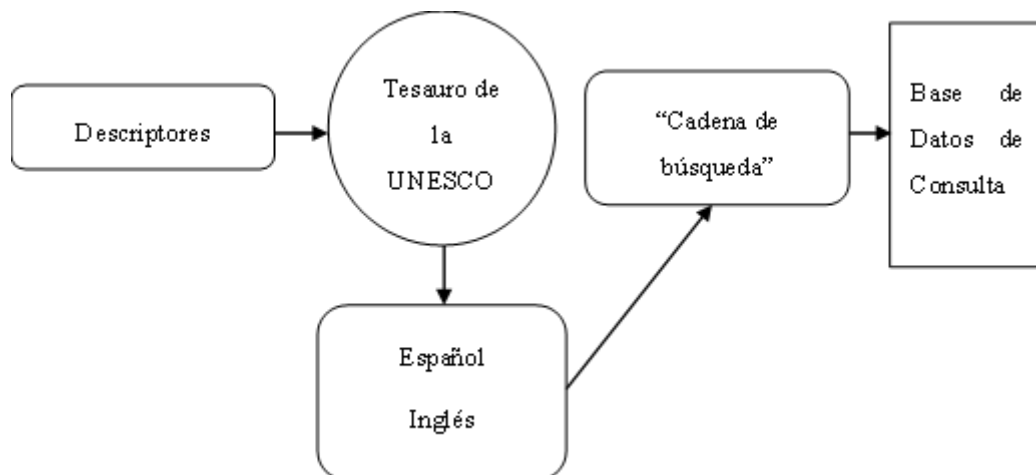 Descriptores
Tesauro de
la
UNESCO
Español
Inglés
“Cadena de
búsqueda”
Base de
Datos de
Consulta